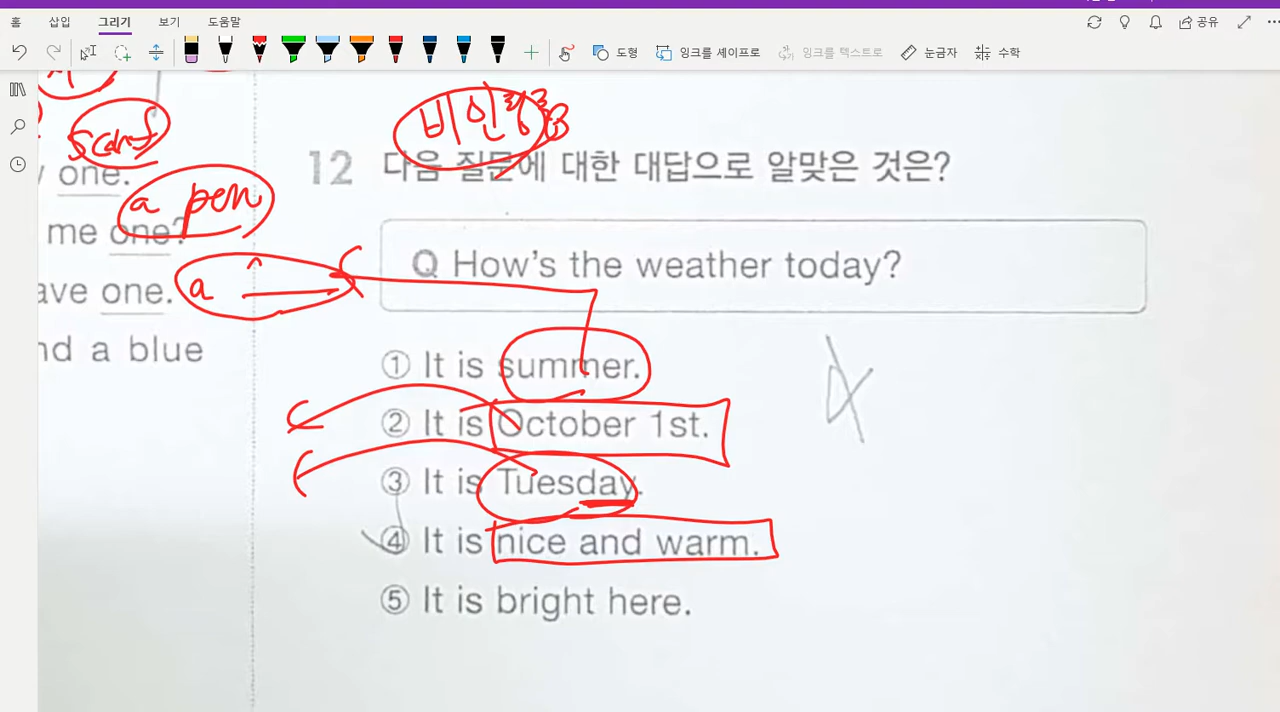 홈 삽입 그리기 보기 도움말 공유
도형 잉크를 셰이프로 잉크를 텍스트로 눈금자 수학
scarf
one.
a pen
me one?
ave one.
a
nd a blue
비인칭
12 다음 질문에 대한 대답으로 알맞은 것은?
Q How's the weather today?
① It is summer.
② It is October 1st.
③ It is Tuesday.
④ It is nice and warm.
⑤ It is bright here.